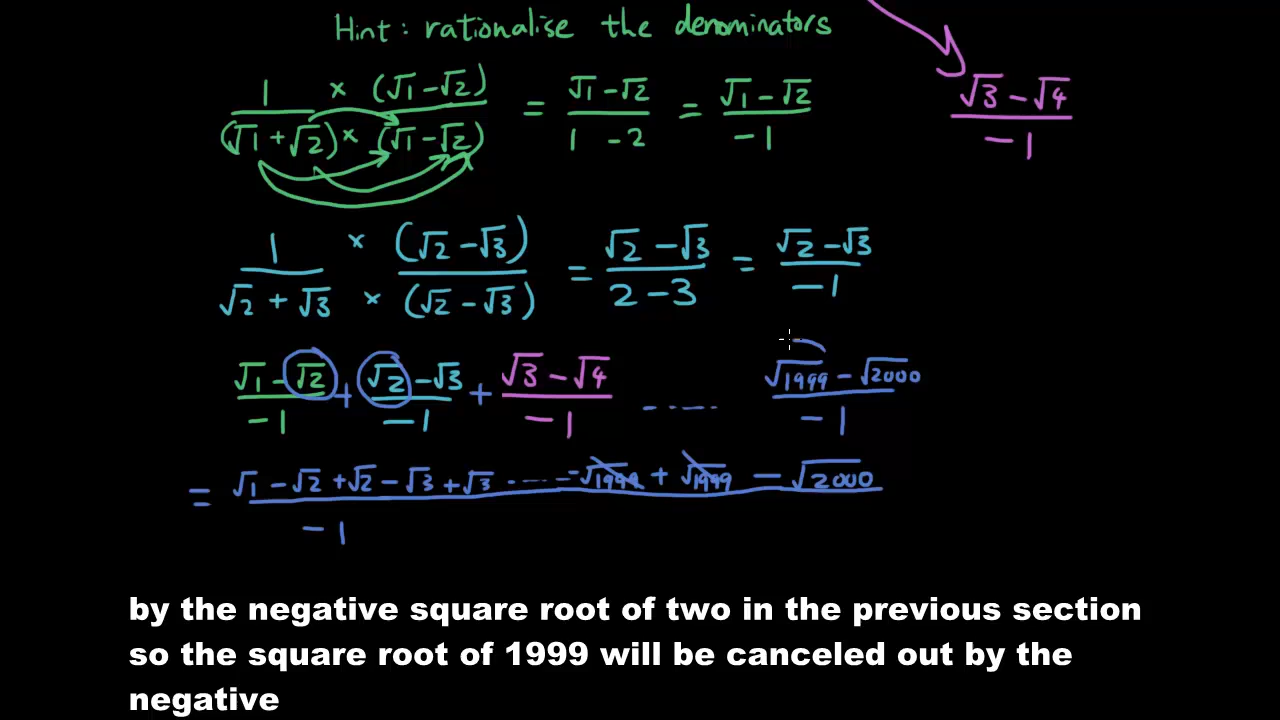 Hint : rationalise the denominators
1 × (√1 − √2) / (√1 + √2) × (√1 − √2) = √1 − √2 / 1 − 2 = √1 − √2 / −1
√3 − √4 / −1
1 × (√2 − √3) / √2 + √3 × (√2 − √3) = √2 − √3 / 2 − 3 = √2 − √3 / −1
√1 − √2 / −1 + √2 − √3 / −1 + √3 − √4 / −1 ...... √1999 − √2000 / −1
= √1 − √2 + √2 − √3 + √3 ..... − √1999 + √1999 − √2000 / −1
by the negative square root of two in the previous section
so the square root of 1999 will be canceled out by the
negative